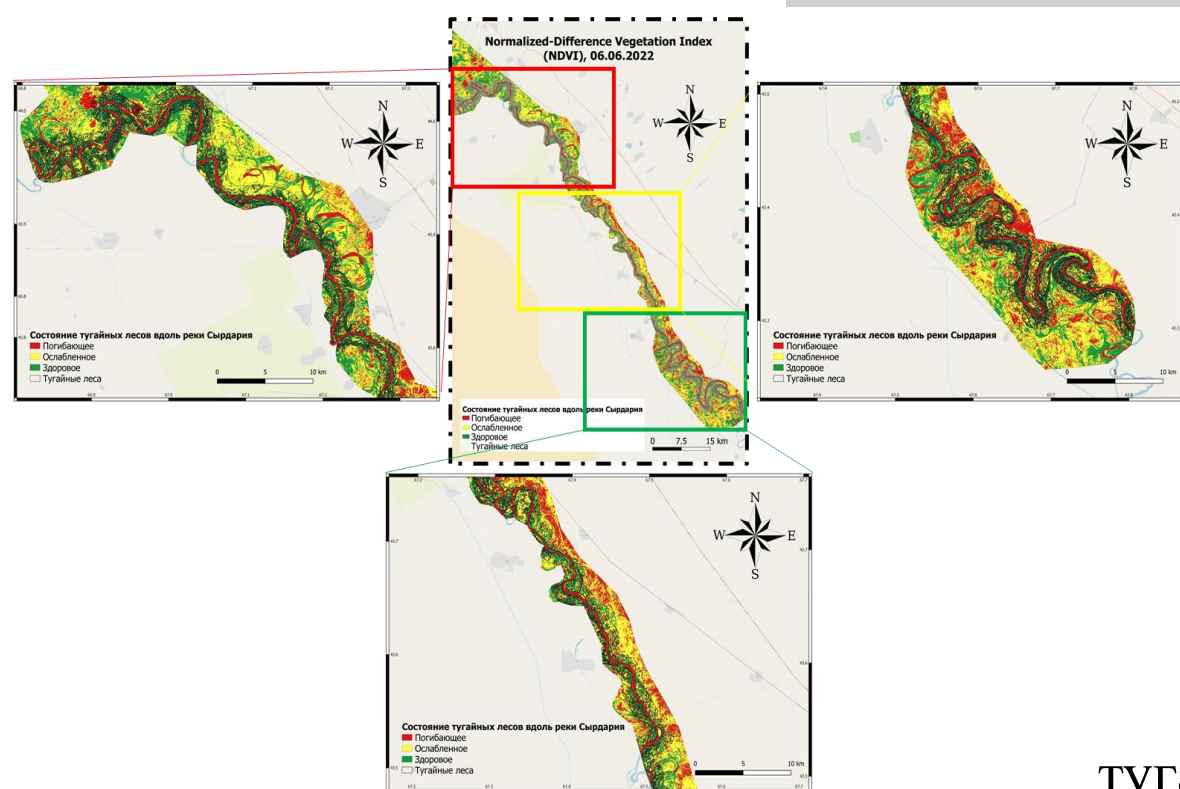 Normalized-Difference Vegetation Index
(NDVI), 06.06.2022
N
W E
S
Состояние тугайных лесов вдоль реки Сырдария
Погибающее
Ослабленное
Здоровое
Тугайные леса
0 7.5 15 km
N
W E
S
Состояние тугайных лесов вдоль реки Сырдария
Погибающее
Ослабленное
Здоровое
Тугайные леса
0 5 10 km
N
W E
S
Состояние тугайных лесов вдоль реки Сырдария
Погибающее
Ослабленное
Здоровое
Тугайные леса
0 5 10 km
N
W E
S
Состояние тугайных лесов вдоль реки Сырдария
Погибающее
Ослабленное
Здоровое
Тугайные леса
0 5 10 km